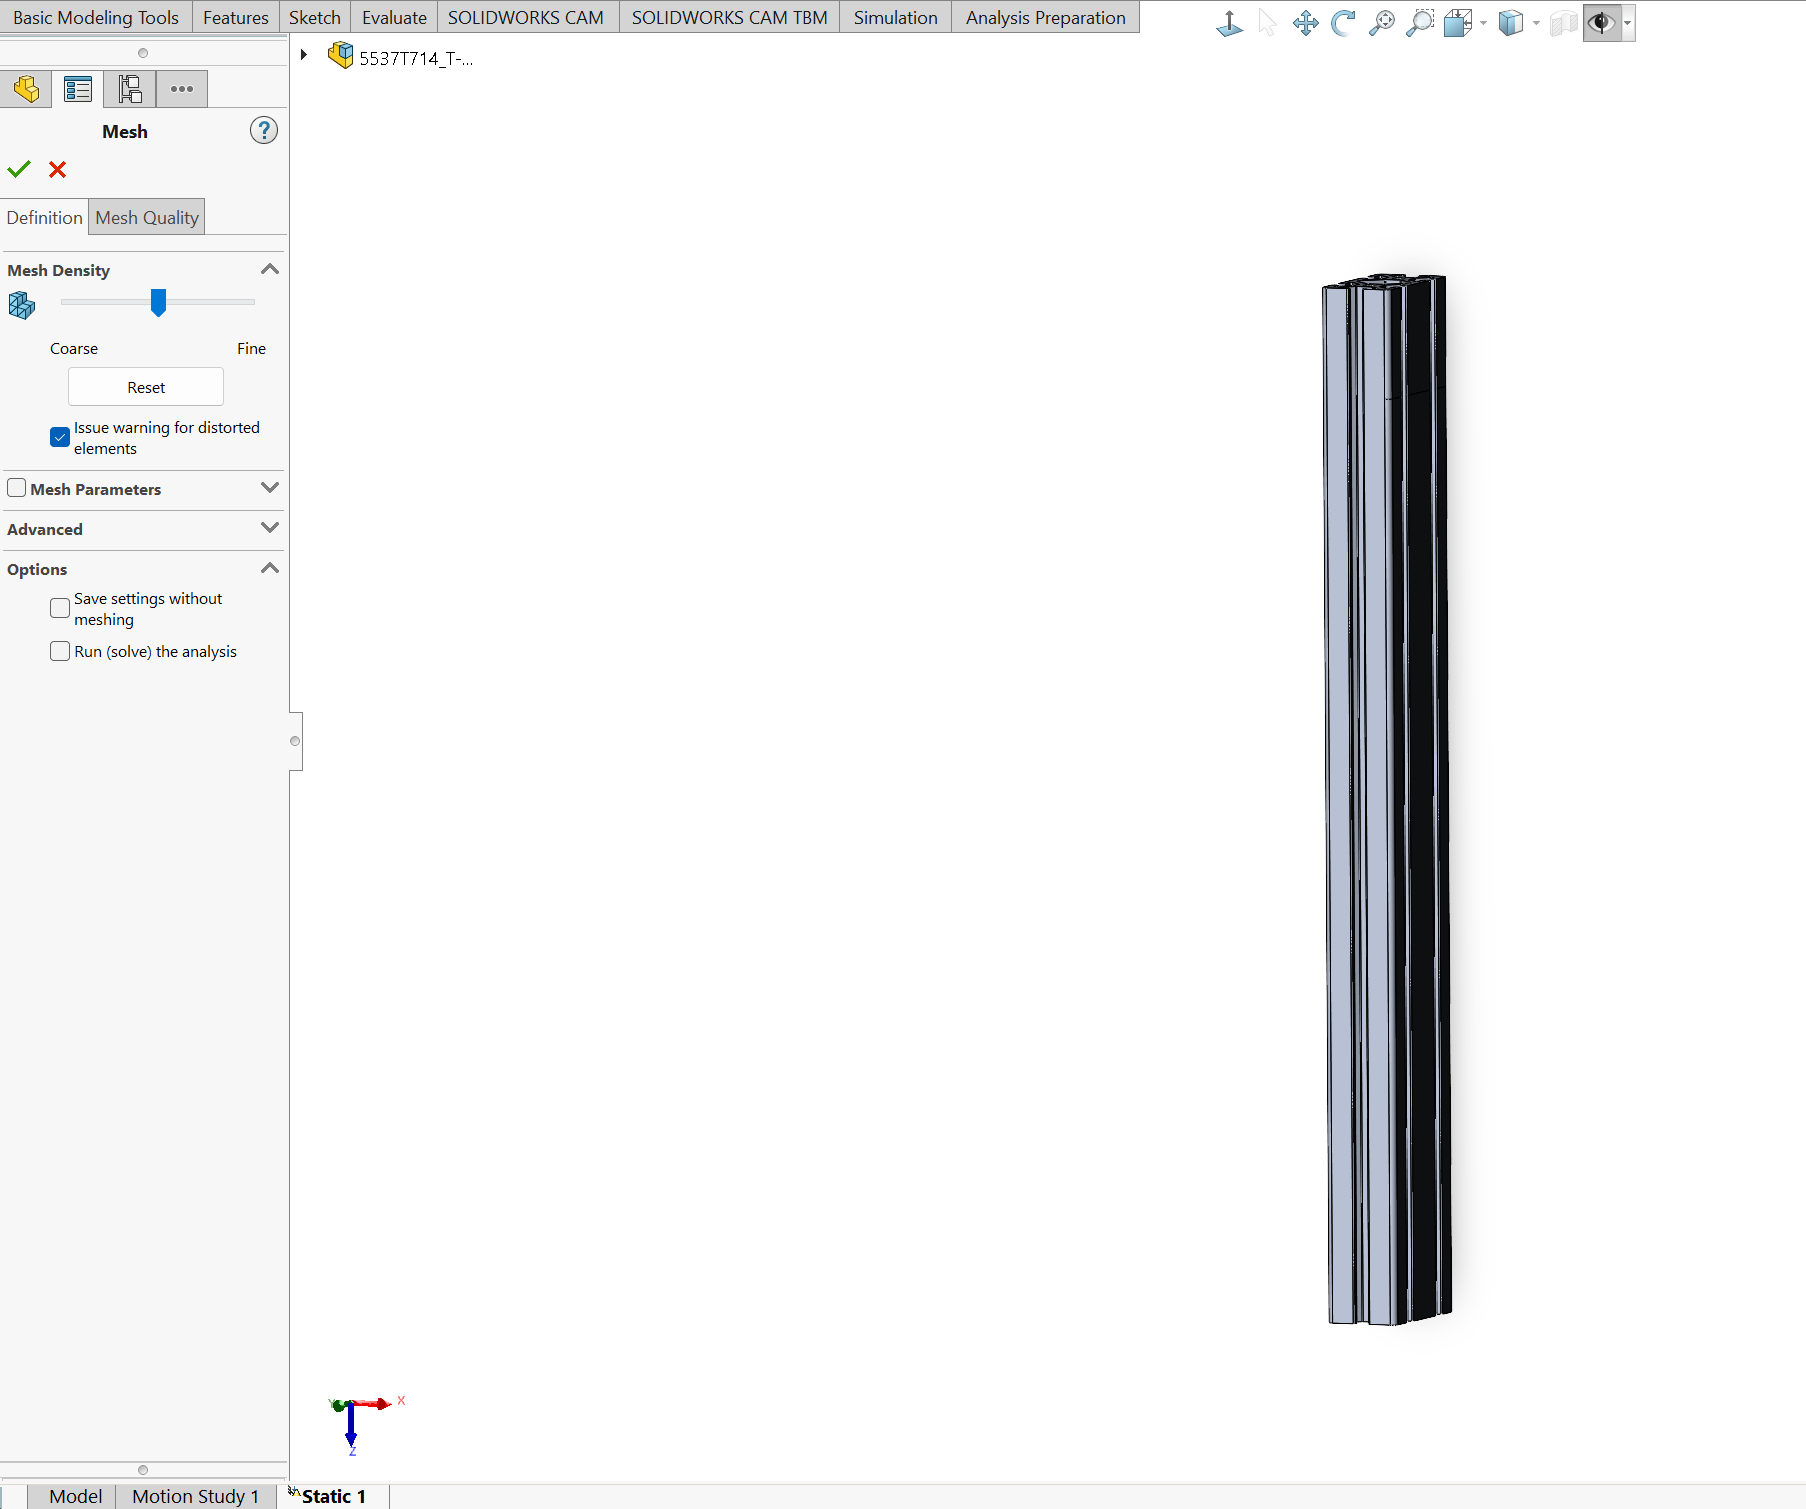 Basic Modeling Tools
Features
Sketch
Evaluate
SOLIDWORKS CAM
SOLIDWORKS CAM TBM
Simulation
Analysis Preparation
5537T714_T-...
Mesh
?
Definition
Mesh Quality
Mesh Density
Coarse
Fine
Reset
Issue warning for distorted
elements
Mesh Parameters
Advanced
Options
Save settings without
meshing
Run (solve) the analysis
Y
X
Z
Model
Motion Study 1
Static 1